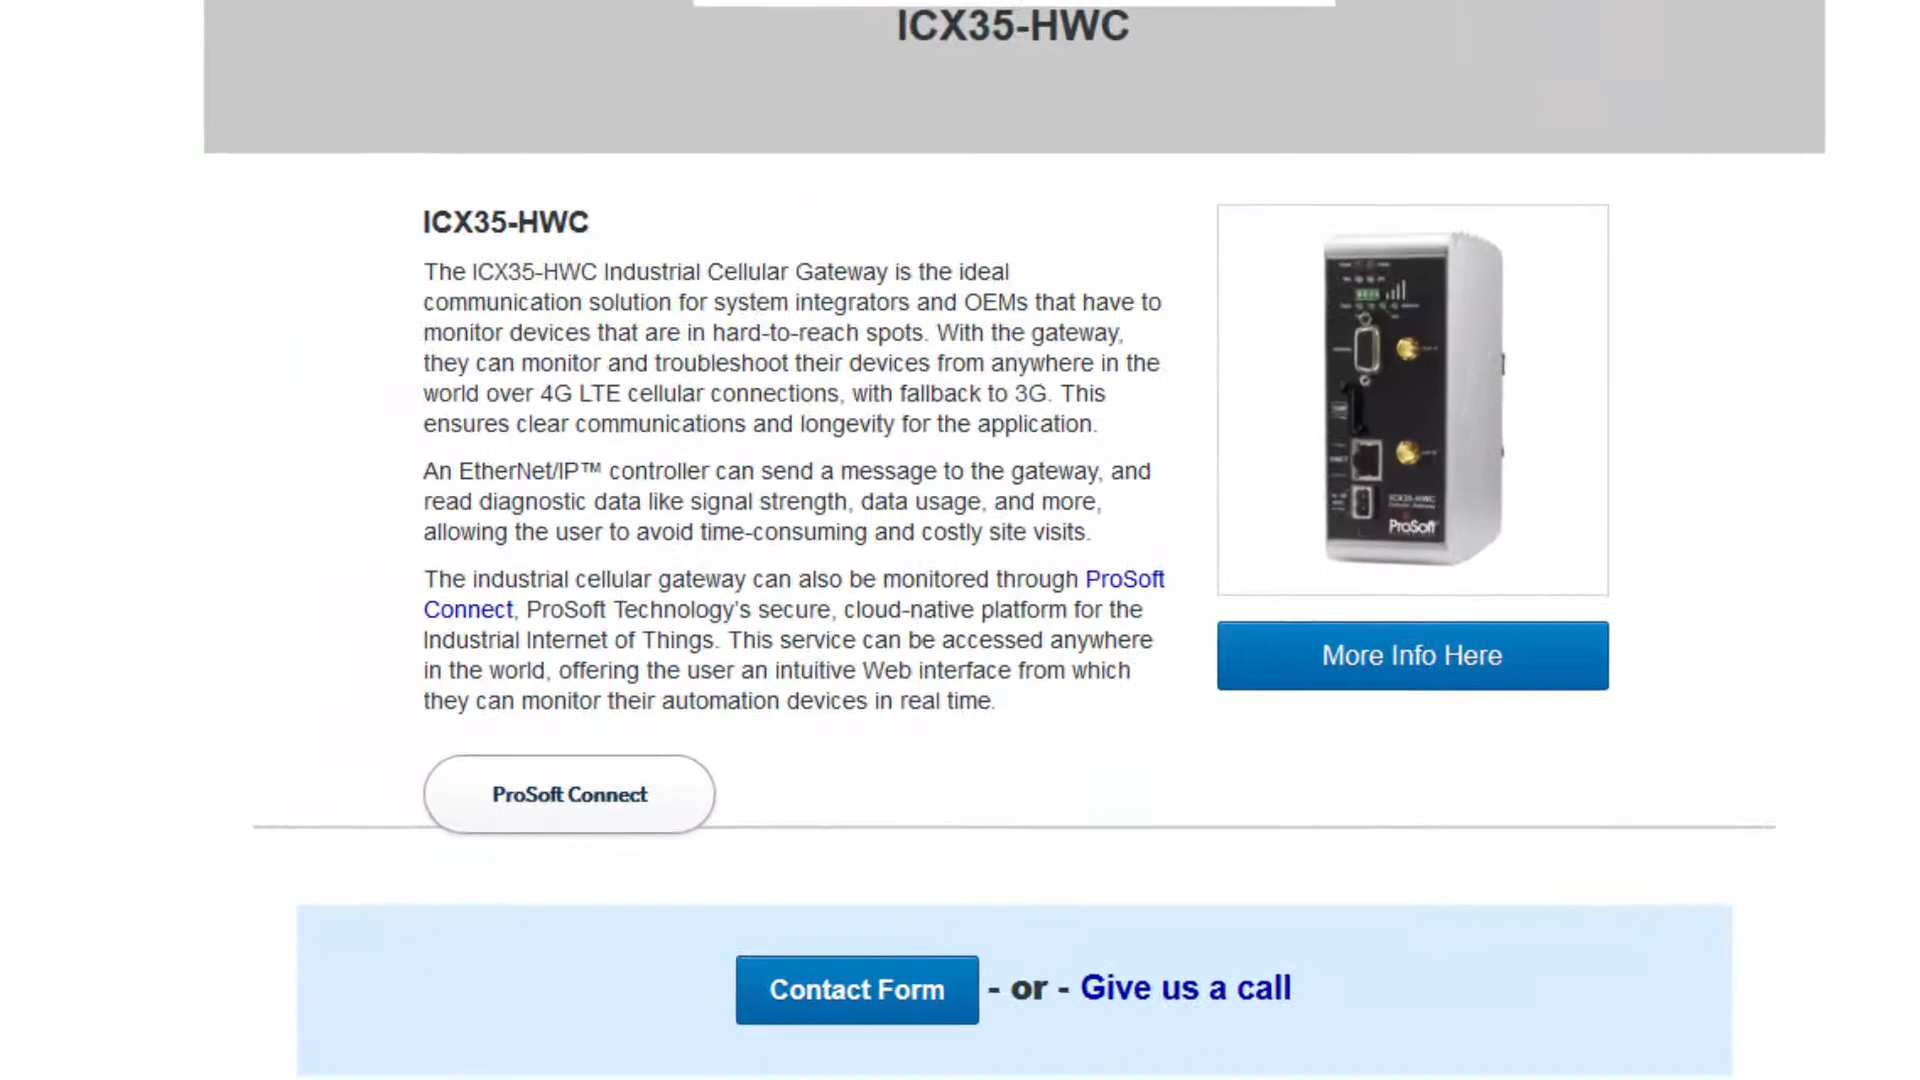 ICX35-HWC
ICX35-HWC
The ICX35-HWC Industrial Cellular Gateway is the ideal
communication solution for system integrators and OEMs that have to
monitor devices that are in hard-to-reach spots. With the gateway,
they can monitor and troubleshoot their devices from anywhere in the
world over 4G LTE cellular connections, with fallback to 3G. This
ensures clear communications and longevity for the application.
An EtherNet/IP™ controller can send a message to the gateway, and
read diagnostic data like signal strength, data usage, and more,
allowing the user to avoid time-consuming and costly site visits.
The industrial cellular gateway can also be monitored through ProSoft
Connect, ProSoft Technology’s secure, cloud-native platform for the
Industrial Internet of Things. This service can be accessed anywhere
in the world, offering the user an intuitive Web interface from which
they can monitor their automation devices in real time.
ICX35-HWC
ProSoft
More Info Here
ProSoft Connect
Contact Form - or - Give us a call